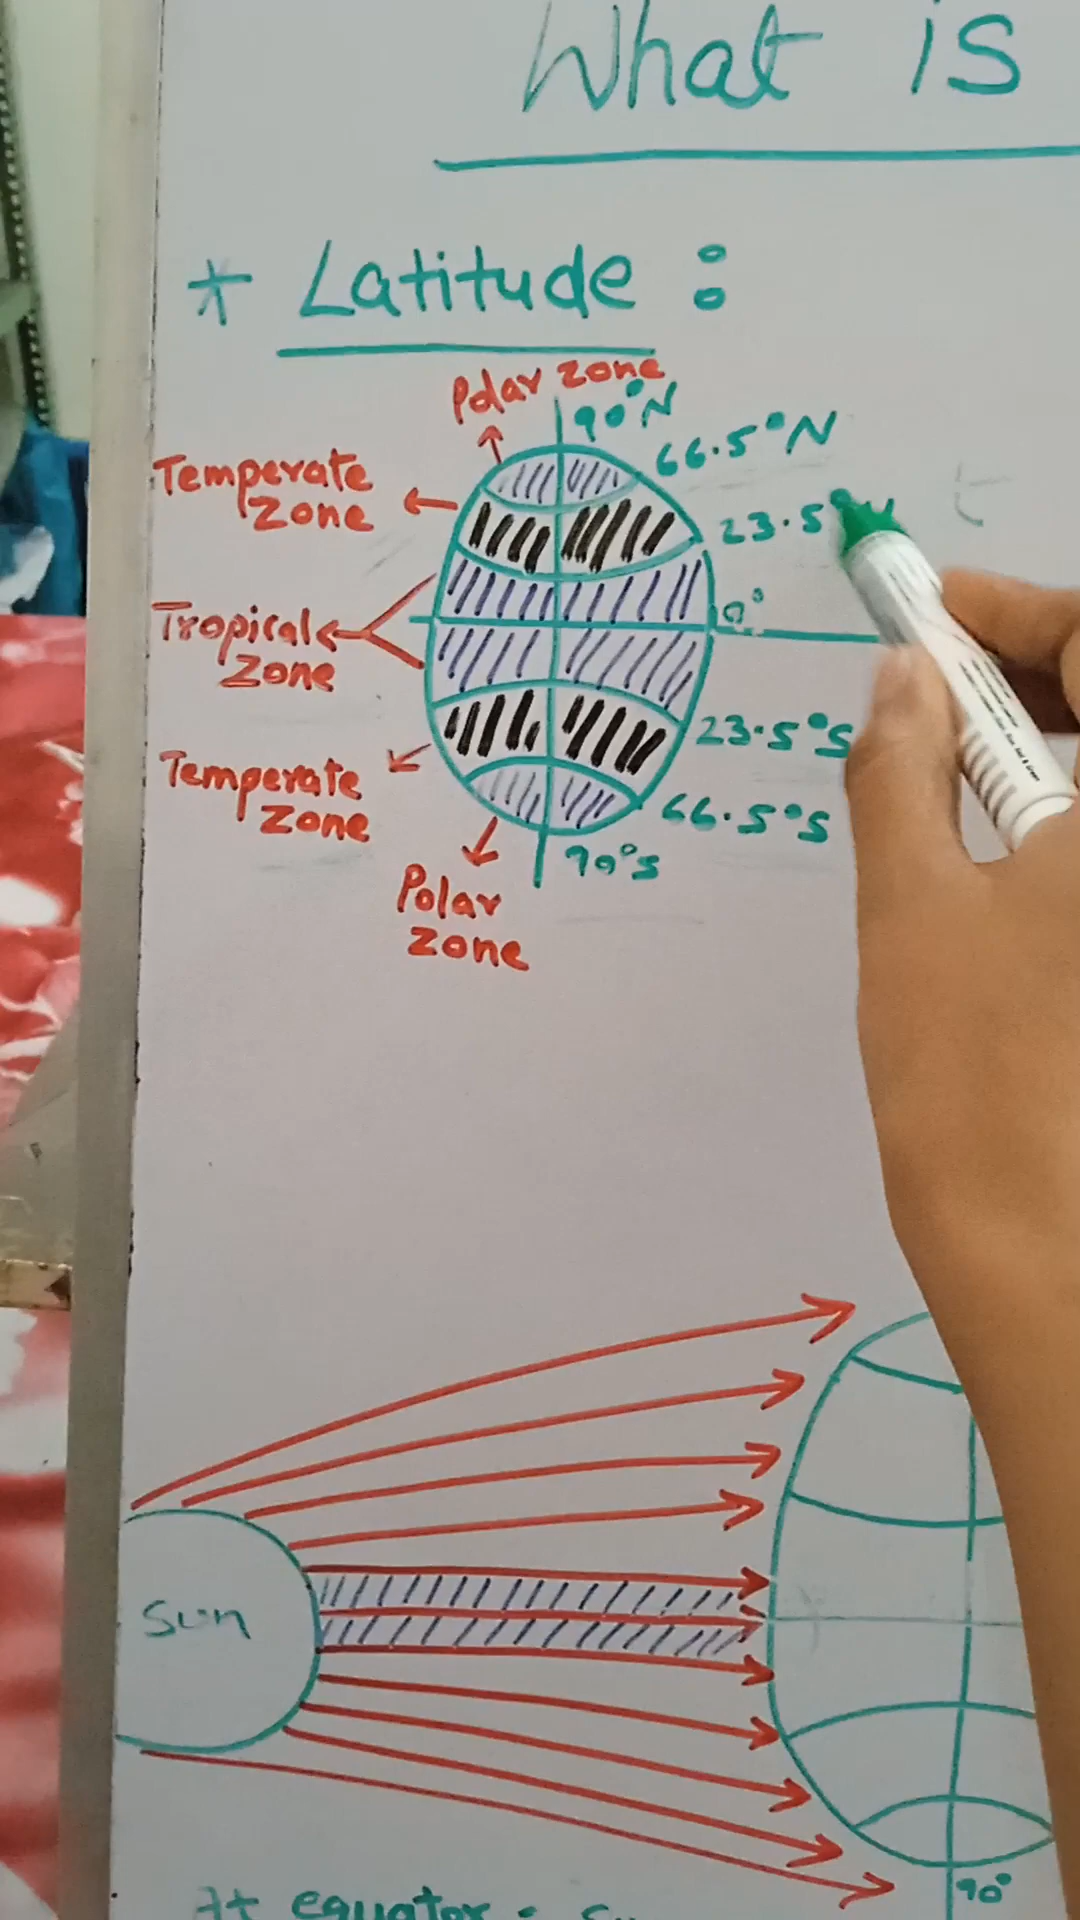 What is
* Latitude :
Polar zone
90°N
66.5°N
Temperate
zone
23.5°N
0°
Tropical
zone
23.5°S
Temperate
zone
66.5°S
90°S
Polar
zone
Sun
90°
At equator :